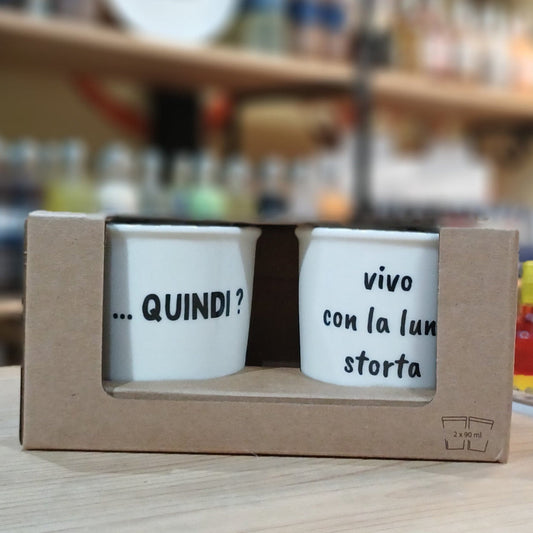 ... QUINDI ?
vivo
con la lun
storta
2 x 90 ml